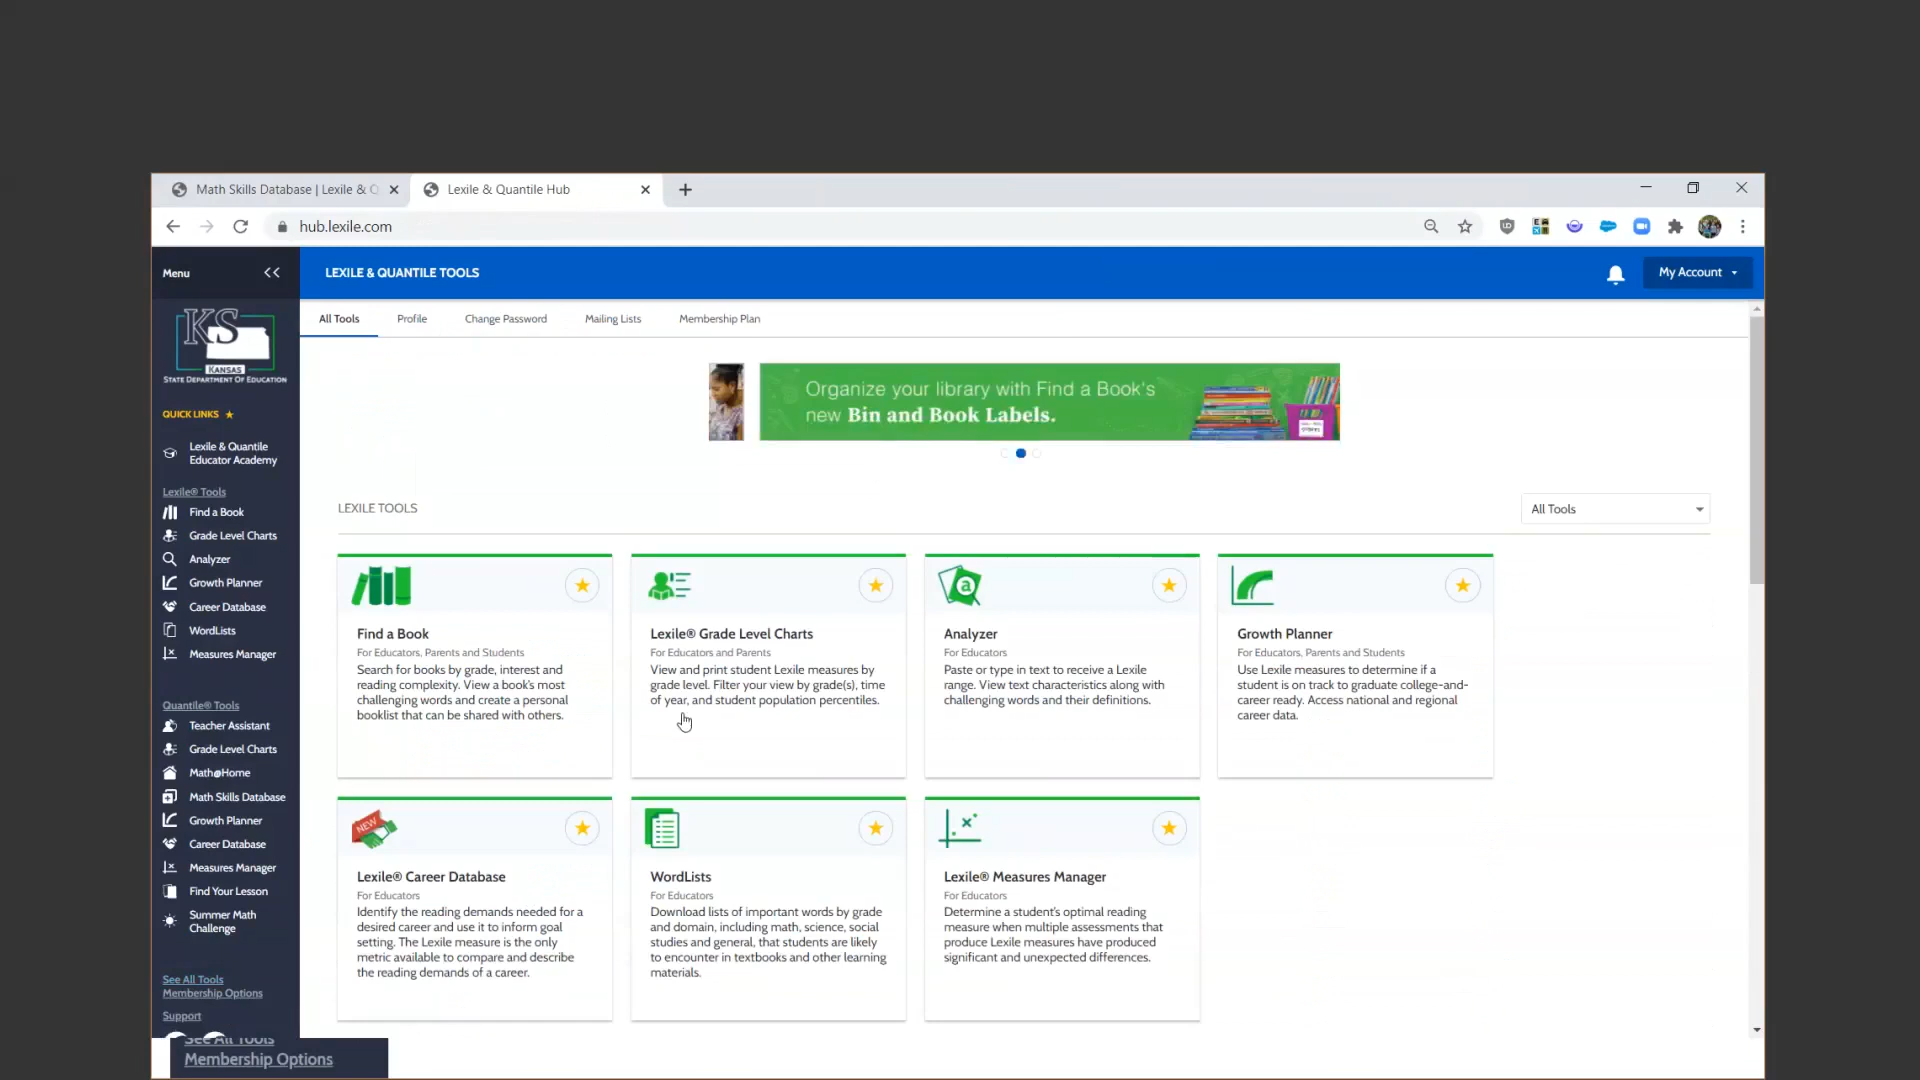 Math Skills Database | Lexile & Q
Lexile & Quantile Hub
hub.lexile.com
Menu
LEXILE & QUANTILE TOOLS
My Account
KS
KANSAS
STATE DEPARTMENT OF EDUCATION
All Tools
Profile
Change Password
Mailing Lists
Membership Plan
Organize your library with Find a Book's
new Bin and Book Labels.
QUICK LINKS
Lexile & Quantile
Educator Academy
Lexile® Tools
Find a Book
Grade Level Charts
Analyzer
Growth Planner
Career Database
WordLists
Measures Manager
Quantile® Tools
Teacher Assistant
Grade Level Charts
Math@Home
Math Skills Database
Growth Planner
Career Database
Measures Manager
Find Your Lesson
Summer Math
Challenge
See All Tools
Membership Options
Support
See All Tools
Membership Options
LEXILE TOOLS
All Tools
Find a Book
For Educators, Parents and Students
Search for books by grade, interest and
reading complexity. View a book's most
challenging words and create a personal
booklist that can be shared with others.
Lexile® Grade Level Charts
For Educators and Parents
View and print student Lexile measures by
grade level. Filter your view by grade(s), time
of year, and student population percentiles.
a
Analyzer
For Educators
Paste or type in text to receive a Lexile
range. View text characteristics along with
challenging words and their definitions.
Growth Planner
For Educators, Parents and Students
Use Lexile measures to determine if a
student is on track to graduate college-and-
career ready. Access national and regional
career data.
NEW
Lexile® Career Database
For Educators
Identify the reading demands needed for a
desired career and use it to inform goal
setting. The Lexile measure is the only
metric available to compare and describe
the reading demands of a career.
WordLists
For Educators
Download lists of important words by grade
and domain, including math, science, social
studies and general, that students are likely
to encounter in textbooks and other learning
materials.
Lexile® Measures Manager
For Educators
Determine a student's optimal reading
measure when multiple assessments that
produce Lexile measures have produced
significant and unexpected differences.